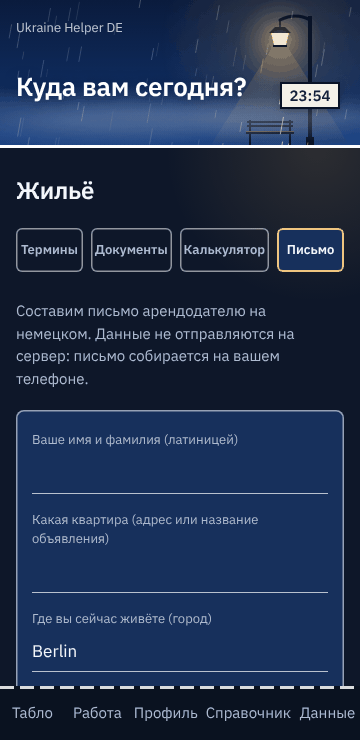 Ukraine Helper DE
Куда вам сегодня?
23:54
Жильё
Термины Документы Калькулятор Письмо
Составим письмо арендодателю на
немецком. Данные не отправляются на
сервер: письмо собирается на вашем
телефоне.
Ваше имя и фамилия (латиницей)
Какая квартира (адрес или название
объявления)
Где вы сейчас живёте (город)
Berlin
Табло Работа Профиль Справочник Данные